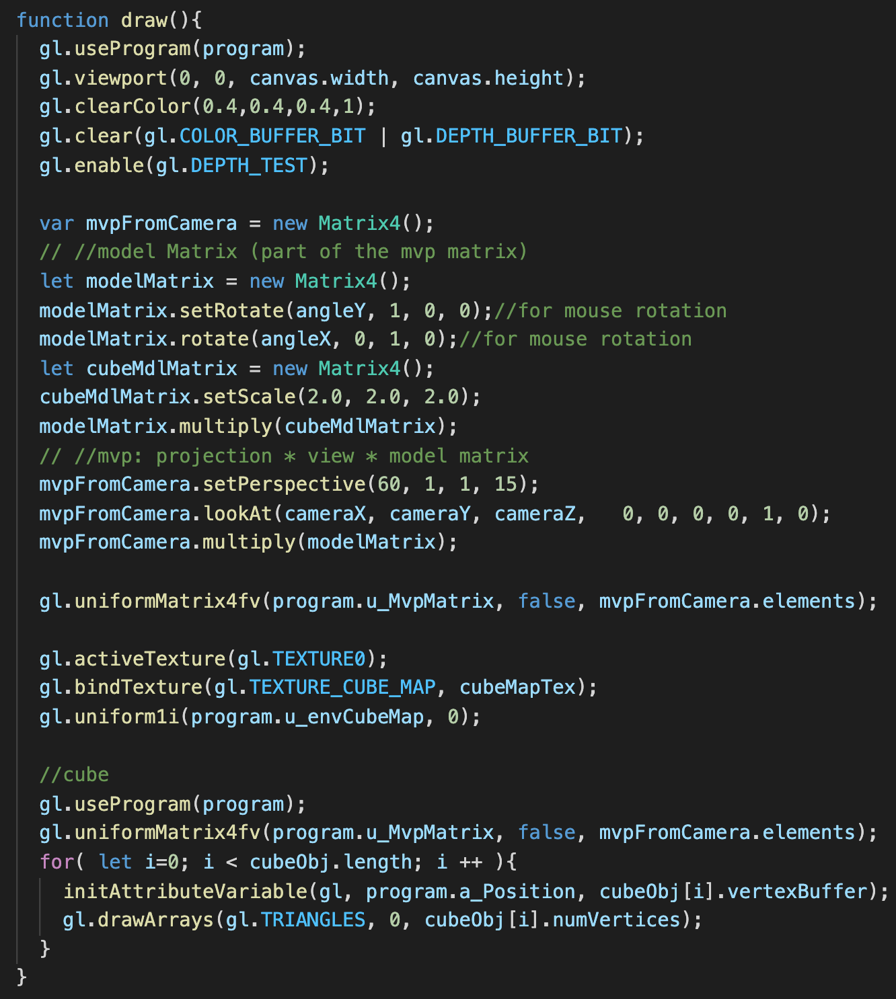 function draw(){
  gl.useProgram(program);
  gl.viewport(0, 0, canvas.width, canvas.height);
  gl.clearColor(0.4,0.4,0.4,1);
  gl.clear(gl.COLOR_BUFFER_BIT | gl.DEPTH_BUFFER_BIT);
  gl.enable(gl.DEPTH_TEST);

  var mvpFromCamera = new Matrix4();
  // //model Matrix (part of the mvp matrix)
  let modelMatrix = new Matrix4();
  modelMatrix.setRotate(angleY, 1, 0, 0);//for mouse rotation
  modelMatrix.rotate(angleX, 0, 1, 0);//for mouse rotation
  let cubeMdlMatrix = new Matrix4();
  cubeMdlMatrix.setScale(2.0, 2.0, 2.0);
  modelMatrix.multiply(cubeMdlMatrix);
  // //mvp: projection * view * model matrix
  mvpFromCamera.setPerspective(60, 1, 1, 15);
  mvpFromCamera.lookAt(cameraX, cameraY, cameraZ,   0, 0, 0, 0, 1, 0);
  mvpFromCamera.multiply(modelMatrix);

  gl.uniformMatrix4fv(program.u_MvpMatrix, false, mvpFromCamera.elements);

  gl.activeTexture(gl.TEXTURE0);
  gl.bindTexture(gl.TEXTURE_CUBE_MAP, cubeMapTex);
  gl.uniform1i(program.u_envCubeMap, 0);

  //cube
  gl.useProgram(program);
  gl.uniformMatrix4fv(program.u_MvpMatrix, false, mvpFromCamera.elements);
  for( let i=0; i < cubeObj.length; i ++ ){
    initAttributeVariable(gl, program.a_Position, cubeObj[i].vertexBuffer);
    gl.drawArrays(gl.TRIANGLES, 0, cubeObj[i].numVertices);
  }
}